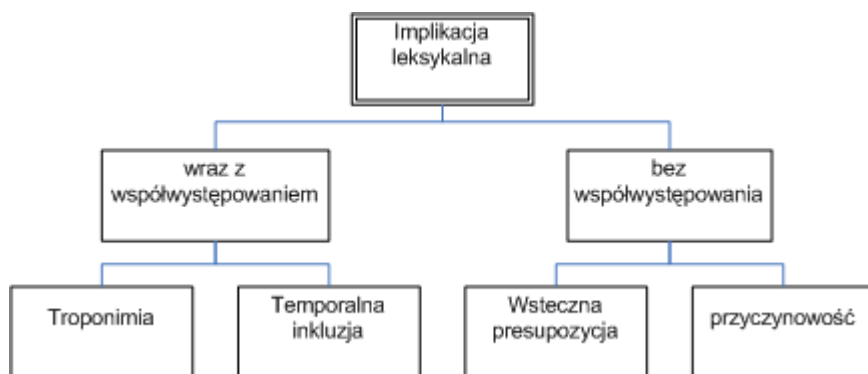 Implikacja
leksykalna
wraz z
współwystępowaniem
bez
współwystępowania
Troponimia
Temporalna
inkluzja
Wsteczna
presupozycja
przyczynowość